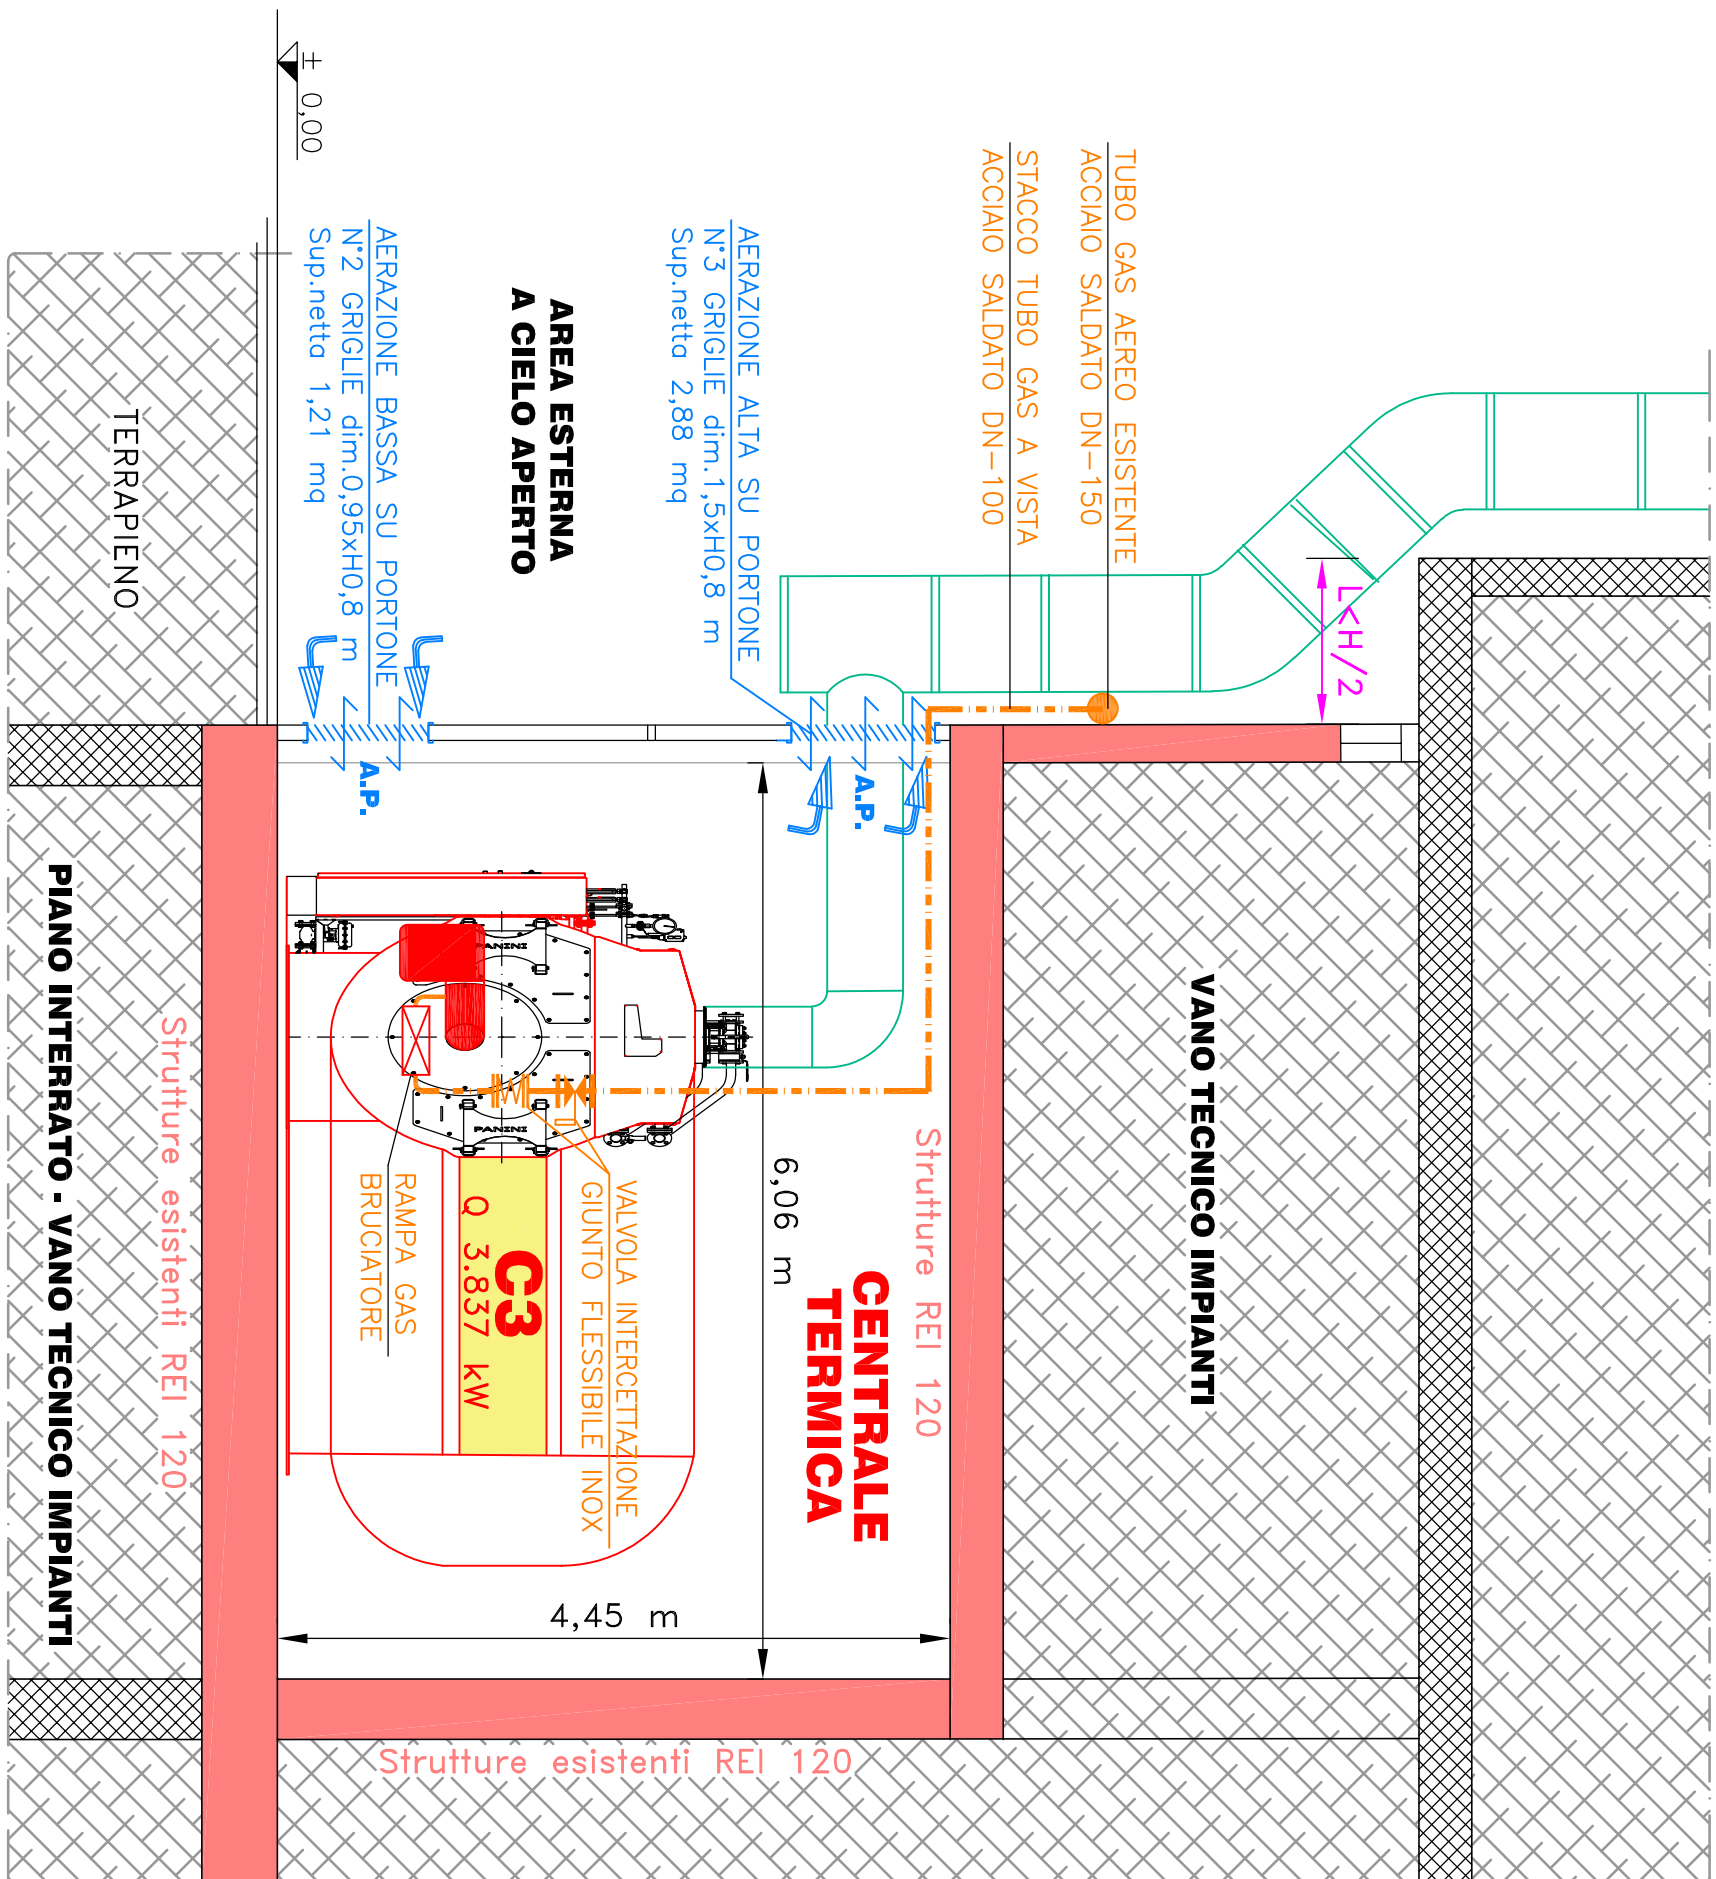 TUBO GAS AEREO ESISTENTE
ACCIAIO SALDATO DN-150
STACCO TUBO GAS A VISTA
ACCIAIO SALDATO DN-100
L<H/2
AERAZIONE ALTA SU PORTONE
N°3 GRIGLIE dim.1,5xH0,8 m
Sup.netta 2,88 mq
AREA ESTERNA
A CIELO APERTO
AERAZIONE BASSA SU PORTONE
N°2 GRIGLIE dim.0,95xH0,8 m
Sup.netta 1,21 mq
± 0,00
TERRAPIENO
A.P.
A.P.
VANO TECNICO IMPIANTI
Strutture REI 120
CENTRALE
TERMICA
6,06 m
PANINI
PANINI
VALVOLA INTERCETTAZIONE
GIUNTO FLESSIBILE INOX
C3
Q 3.837 kW
RAMPA GAS
BRUCIATORE
4,45 m
Strutture esistenti REI 120
Strutture esistenti REI 120
PIANO INTERRATO - VANO TECNICO IMPIANTI